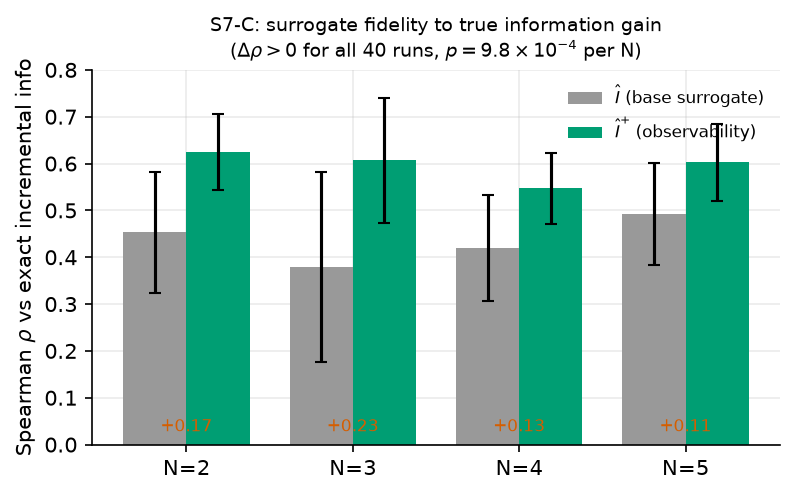 S7-C: surrogate fidelity to true information gain
(Δρ > 0 for all 40 runs, p = 9.8 × 10⁻⁴ per N)
Spearman ρ vs exact incremental info
0.8
0.7
0.6
0.5
0.4
0.3
0.2
0.1
0.0
Î (base surrogate)
Î⁺ (observability)
+0.17
+0.23
+0.13
+0.11
N=2
N=3
N=4
N=5